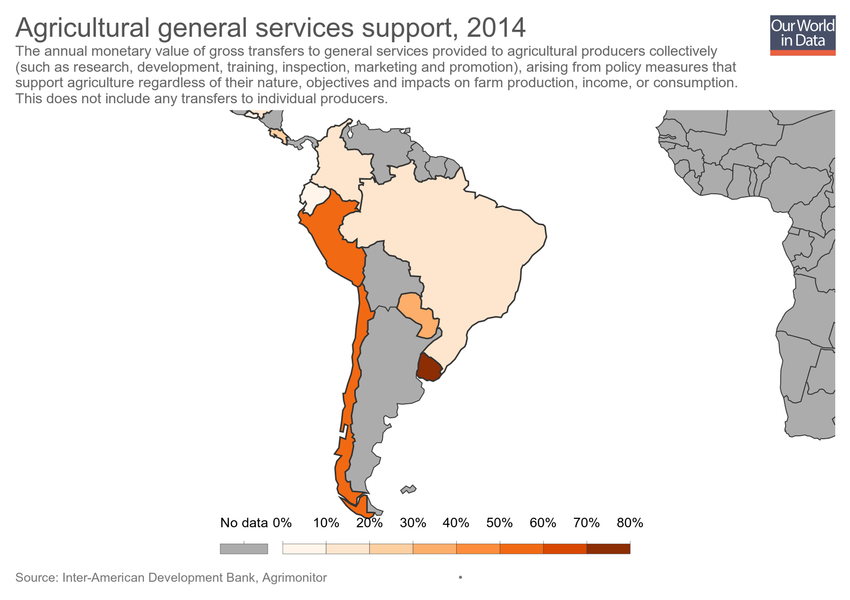 Agricultural general services support, 2014
Our World
in Data
The annual monetary value of gross transfers to general services provided to agricultural producers collectively
(such as research, development, training, inspection, marketing and promotion), arising from policy measures that
support agriculture regardless of their nature, objectives and impacts on farm production, income, or consumption.
This does not include any transfers to individual producers.
No data 0% 10% 20% 30% 40% 50% 60% 70% 80%
Source: Inter-American Development Bank, Agrimonitor •